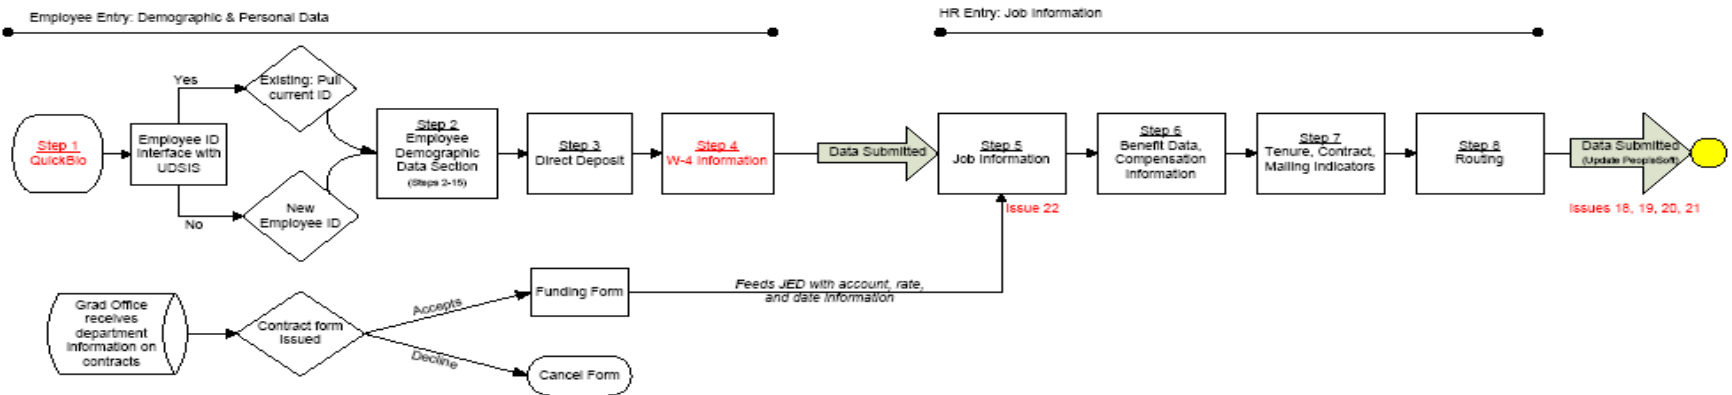 Employee Entry: Demographic & Personal Data
HR Entry: Job Information
Yes
Existing: Pull
current ID
Step 1
QuickBio
Employee ID
Interface with
UDSIS
No
New
Employee ID
Step 2
Employee
Demographic
Data Section
(Steps 2-15)
Step 3
Direct Deposit
Step 4
W-4 Information
Data Submitted
Step 5
Job Information
Issue 22
Step 6
Benefit Data,
Compensation
Information
Step 7
Tenure, Contract,
Mailing Indicators
Step 8
Routing
Data Submitted
(Update PeopleSoft)
Issues 18, 19, 20, 21
Grad Office
receives
department
information on
contracts
Contract form
Issued
Accepts
Decline
Funding Form
Feeds JED with account, rate,
and date information
Cancel Form